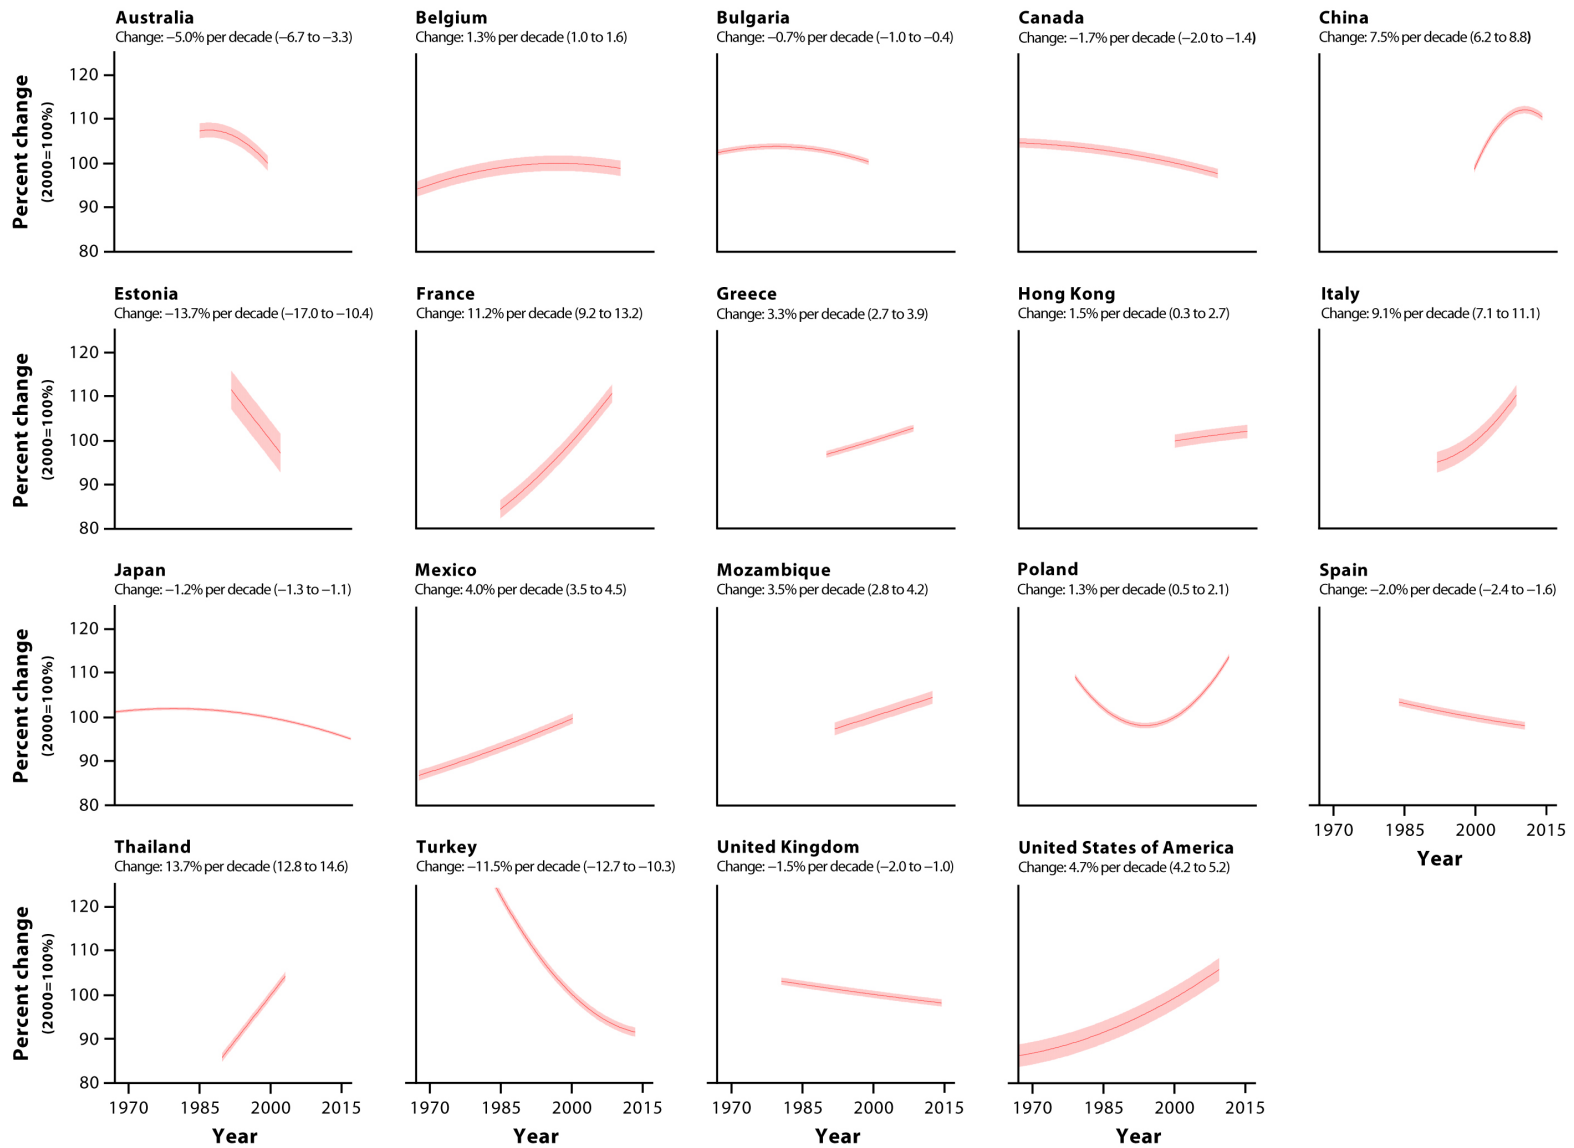 Australia
Change: −5.0% per decade (−6.7 to −3.3)
Belgium
Change: 1.3% per decade (1.0 to 1.6)
Bulgaria
Change: −0.7% per decade (−1.0 to −0.4)
Canada
Change: −1.7% per decade (−2.0 to −1.4)
China
Change: 7.5% per decade (6.2 to 8.8)
Percent change
(2000=100%)
120
110
100
90
80
Estonia
Change: −13.7% per decade (−17.0 to −10.4)
France
Change: 11.2% per decade (9.2 to 13.2)
Greece
Change: 3.3% per decade (2.7 to 3.9)
Hong Kong
Change: 1.5% per decade (0.3 to 2.7)
Italy
Change: 9.1% per decade (7.1 to 11.1)
Percent change
(2000=100%)
120
110
100
90
80
Japan
Change: −1.2% per decade (−1.3 to −1.1)
Mexico
Change: 4.0% per decade (3.5 to 4.5)
Mozambique
Change: 3.5% per decade (2.8 to 4.2)
Poland
Change: 1.3% per decade (0.5 to 2.1)
Spain
Change: −2.0% per decade (−2.4 to −1.6)
Percent change
(2000=100%)
120
110
100
90
80
1970 1985 2000 2015
Year
Thailand
Change: 13.7% per decade (12.8 to 14.6)
Turkey
Change: −11.5% per decade (−12.7 to −10.3)
United Kingdom
Change: −1.5% per decade (−2.0 to −1.0)
United States of America
Change: 4.7% per decade (4.2 to 5.2)
Percent change
(2000=100%)
120
110
100
90
80
1970 1985 2000 2015
Year
1970 1985 2000 2015
Year
1970 1985 2000 2015
Year
1970 1985 2000 2015
Year